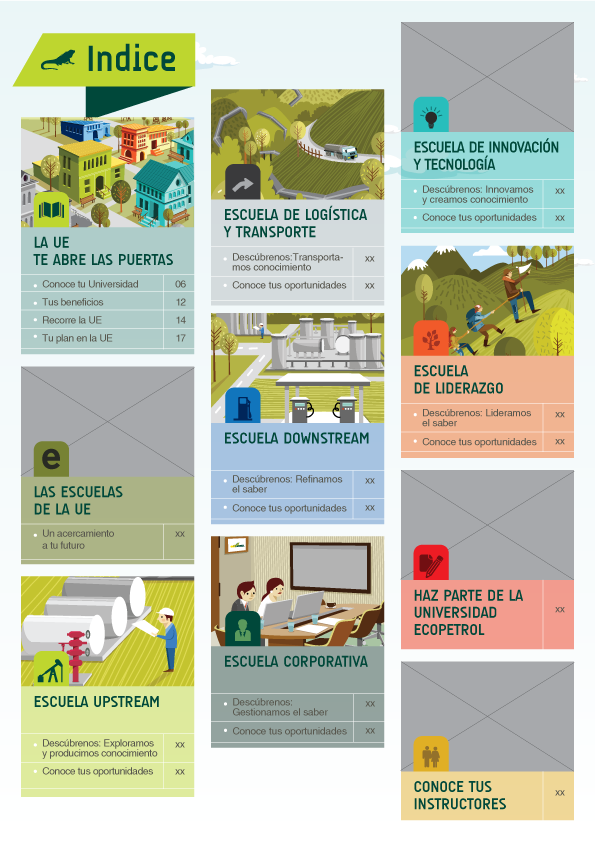 Indice
LA UE
TE ABRE LAS PUERTAS
Conoce tu Universidad 06
Tus beneficios 12
Recorre la UE 14
Tu plan en la UE 17
e
LAS ESCUELAS
DE LA UE
Un acercamiento xx
a tu futuro
ESCUELA UPSTREAM
Descúbrenos: Exploramos xx
y producimos conocimiento
Conoce tus oportunidades xx
ESCUELA DE LOGÍSTICA
Y TRANSPORTE
Descúbrenos:Transporta- xx
mos conocimiento
Conoce tus oportunidades xx
ESCUELA DOWNSTREAM
Descúbrenos: Refinamos xx
el saber
Conoce tus oportunidades xx
ESCUELA CORPORATIVA
Descúbrenos: xx
Gestionamos el saber
Conoce tus oportunidades xx
ESCUELA DE INNOVACIÓN
Y TECNOLOGÍA
Descúbrenos: Innovamos xx
y creamos conocimiento
Conoce tus oportunidades xx
ESCUELA
DE LIDERAZGO
Descúbrenos: Lideramos xx
el saber
Conoce tus oportunidades xx
HAZ PARTE DE LA
UNIVERSIDAD xx
ECOPETROL
CONOCE TUS xx
INSTRUCTORES